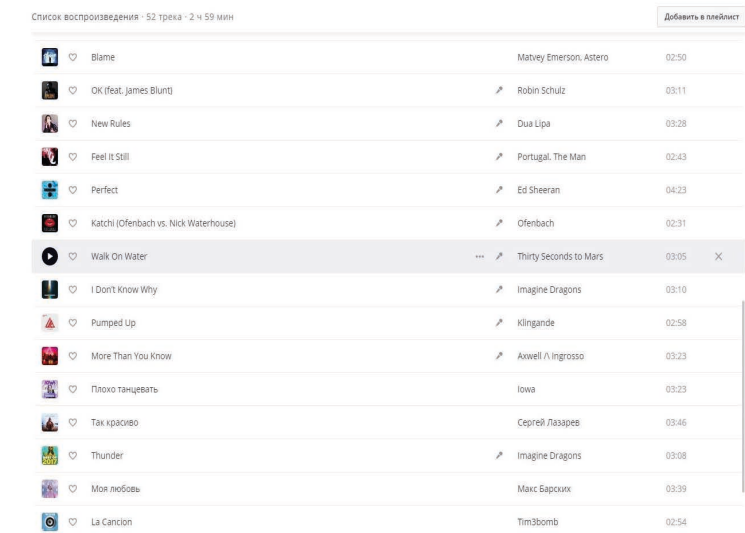 Список воспроизведения · 52 трека · 2 ч 59 мин
Добавить в плейлист
Blame Matvey Emerson, Astero 02:50
OK (feat. James Blunt) Robin Schulz 03:11
New Rules Dua Lipa 03:28
Feel It Still Portugal. The Man 02:43
Perfect Ed Sheeran 04:23
Katchi (Ofenbach vs. Nick Waterhouse) Ofenbach 02:31
Walk On Water ... Thirty Seconds to Mars 03:05
I Don't Know Why Imagine Dragons 03:10
Pumped Up Klingande 02:58
More Than You Know Axwell /\ Ingrosso 03:23
Плохо танцевать Iowa 03:23
Так красиво Сергей Лазарев 03:46
Thunder Imagine Dragons 03:08
Моя любовь Макс Барских 03:39
La Cancion Tim3bomb 02:54